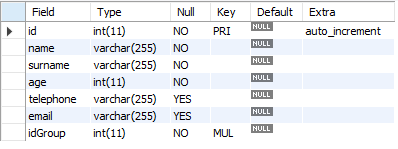 Field Type Null Key Default Extra
id int(11) NO PRI NULL auto_increment
name varchar(255) NO NULL
surname varchar(255) NO NULL
age int(11) NO NULL
telephone varchar(255) YES NULL
email varchar(255) YES NULL
idGroup int(11) NO MUL NULL